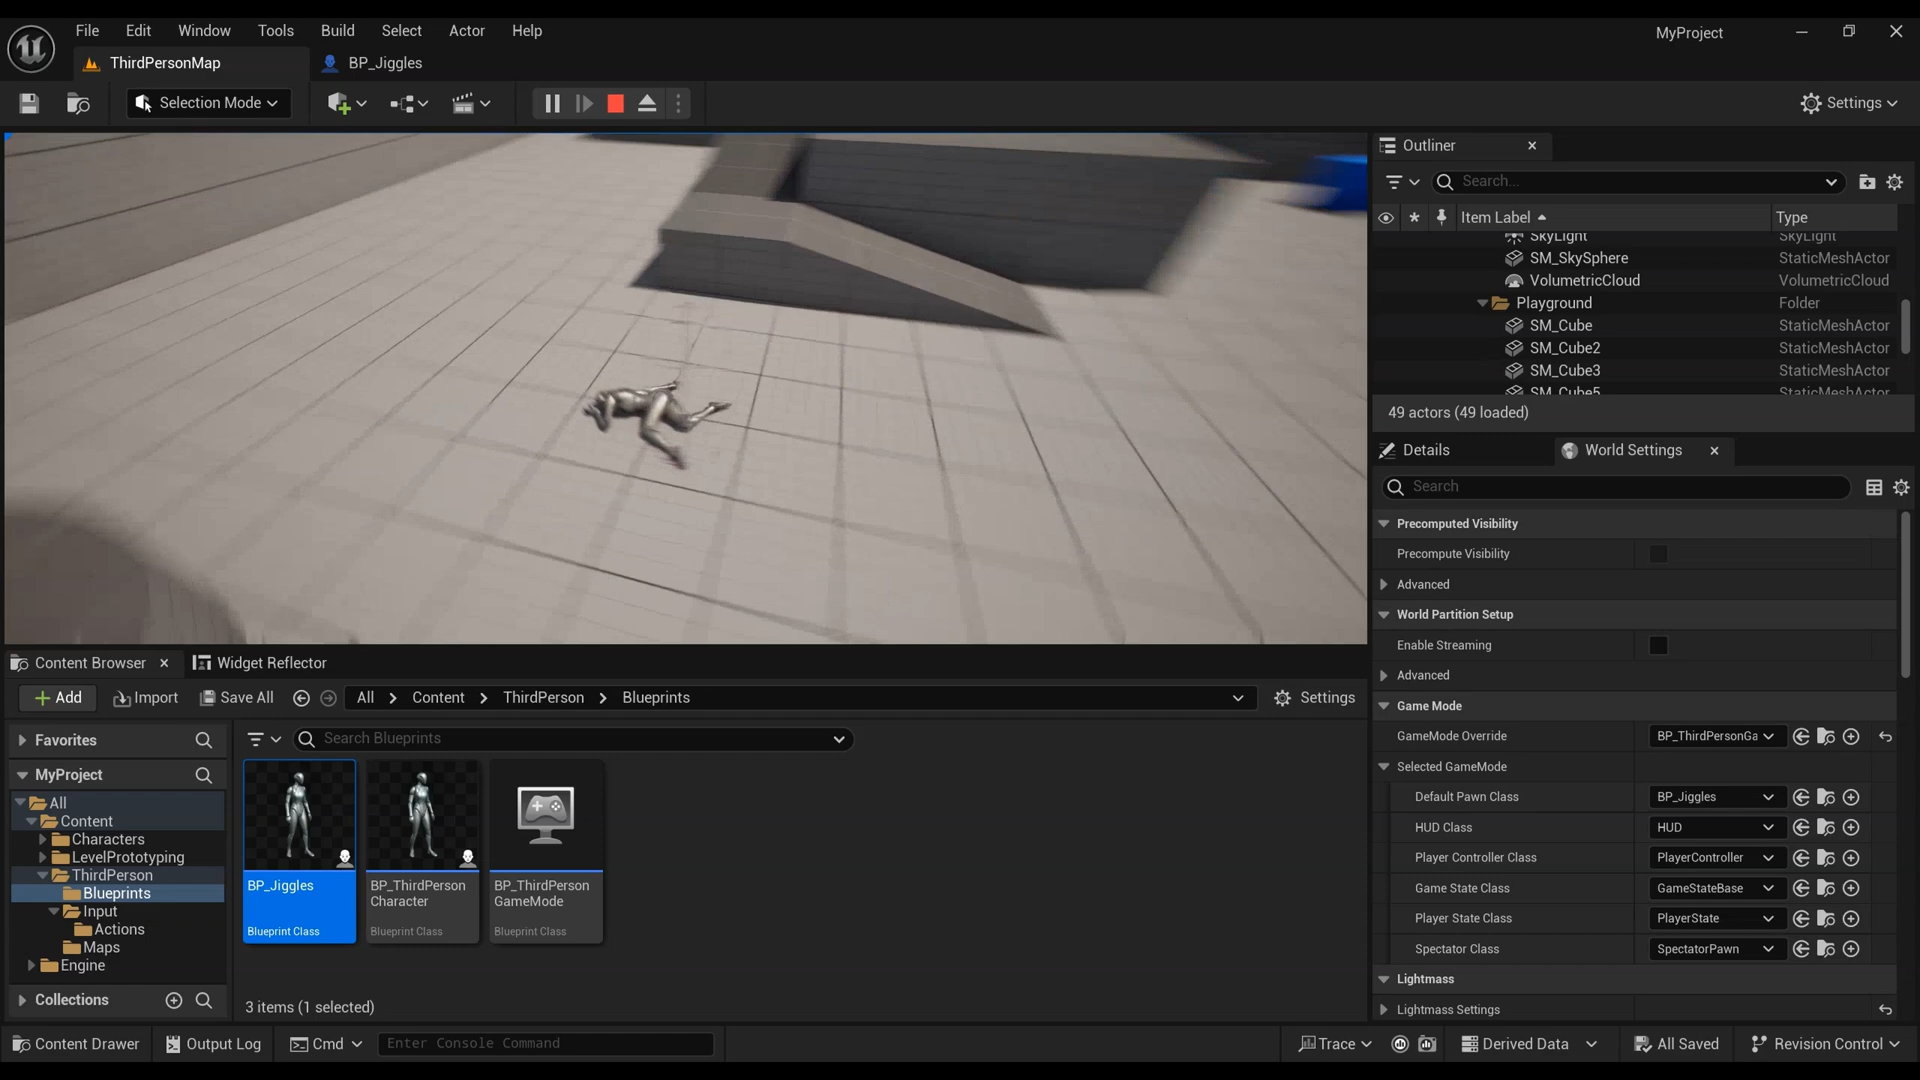 File Edit Window Tools Build Select Actor Help MyProject
ThirdPersonMap BP_Jiggles
Selection Mode Settings
Outliner
Search...
Item Label Type
SkyLight SkyLight
SM_SkySphere StaticMeshActor
VolumetricCloud VolumetricCloud
Playground Folder
SM_Cube StaticMeshActor
SM_Cube2 StaticMeshActor
SM_Cube3 StaticMeshActor
SM_Cube5 StaticMeshActor
49 actors (49 loaded)
Details World Settings
Search
Precomputed Visibility
Precompute Visibility
Advanced
World Partition Setup
Enable Streaming
Advanced
Game Mode
GameMode Override BP_ThirdPersonGa
Selected GameMode
Default Pawn Class BP_Jiggles
HUD Class HUD
Player Controller Class PlayerController
Game State Class GameStateBase
Player State Class PlayerState
Spectator Class SpectatorPawn
Lightmass
Lightmass Settings
Content Browser Widget Reflector
Add Import Save All All Content ThirdPerson Blueprints Settings
Favorites
MyProject
All
Content
Characters
LevelPrototyping
ThirdPerson
Blueprints
Input
Actions
Maps
Engine
Collections
Search Blueprints
BP_Jiggles
Blueprint Class
BP_ThirdPerson
Character
Blueprint Class
BP_ThirdPerson
GameMode
Blueprint Class
3 items (1 selected)
Content Drawer Output Log Cmd Enter Console Command Trace Derived Data All Saved Revision Control